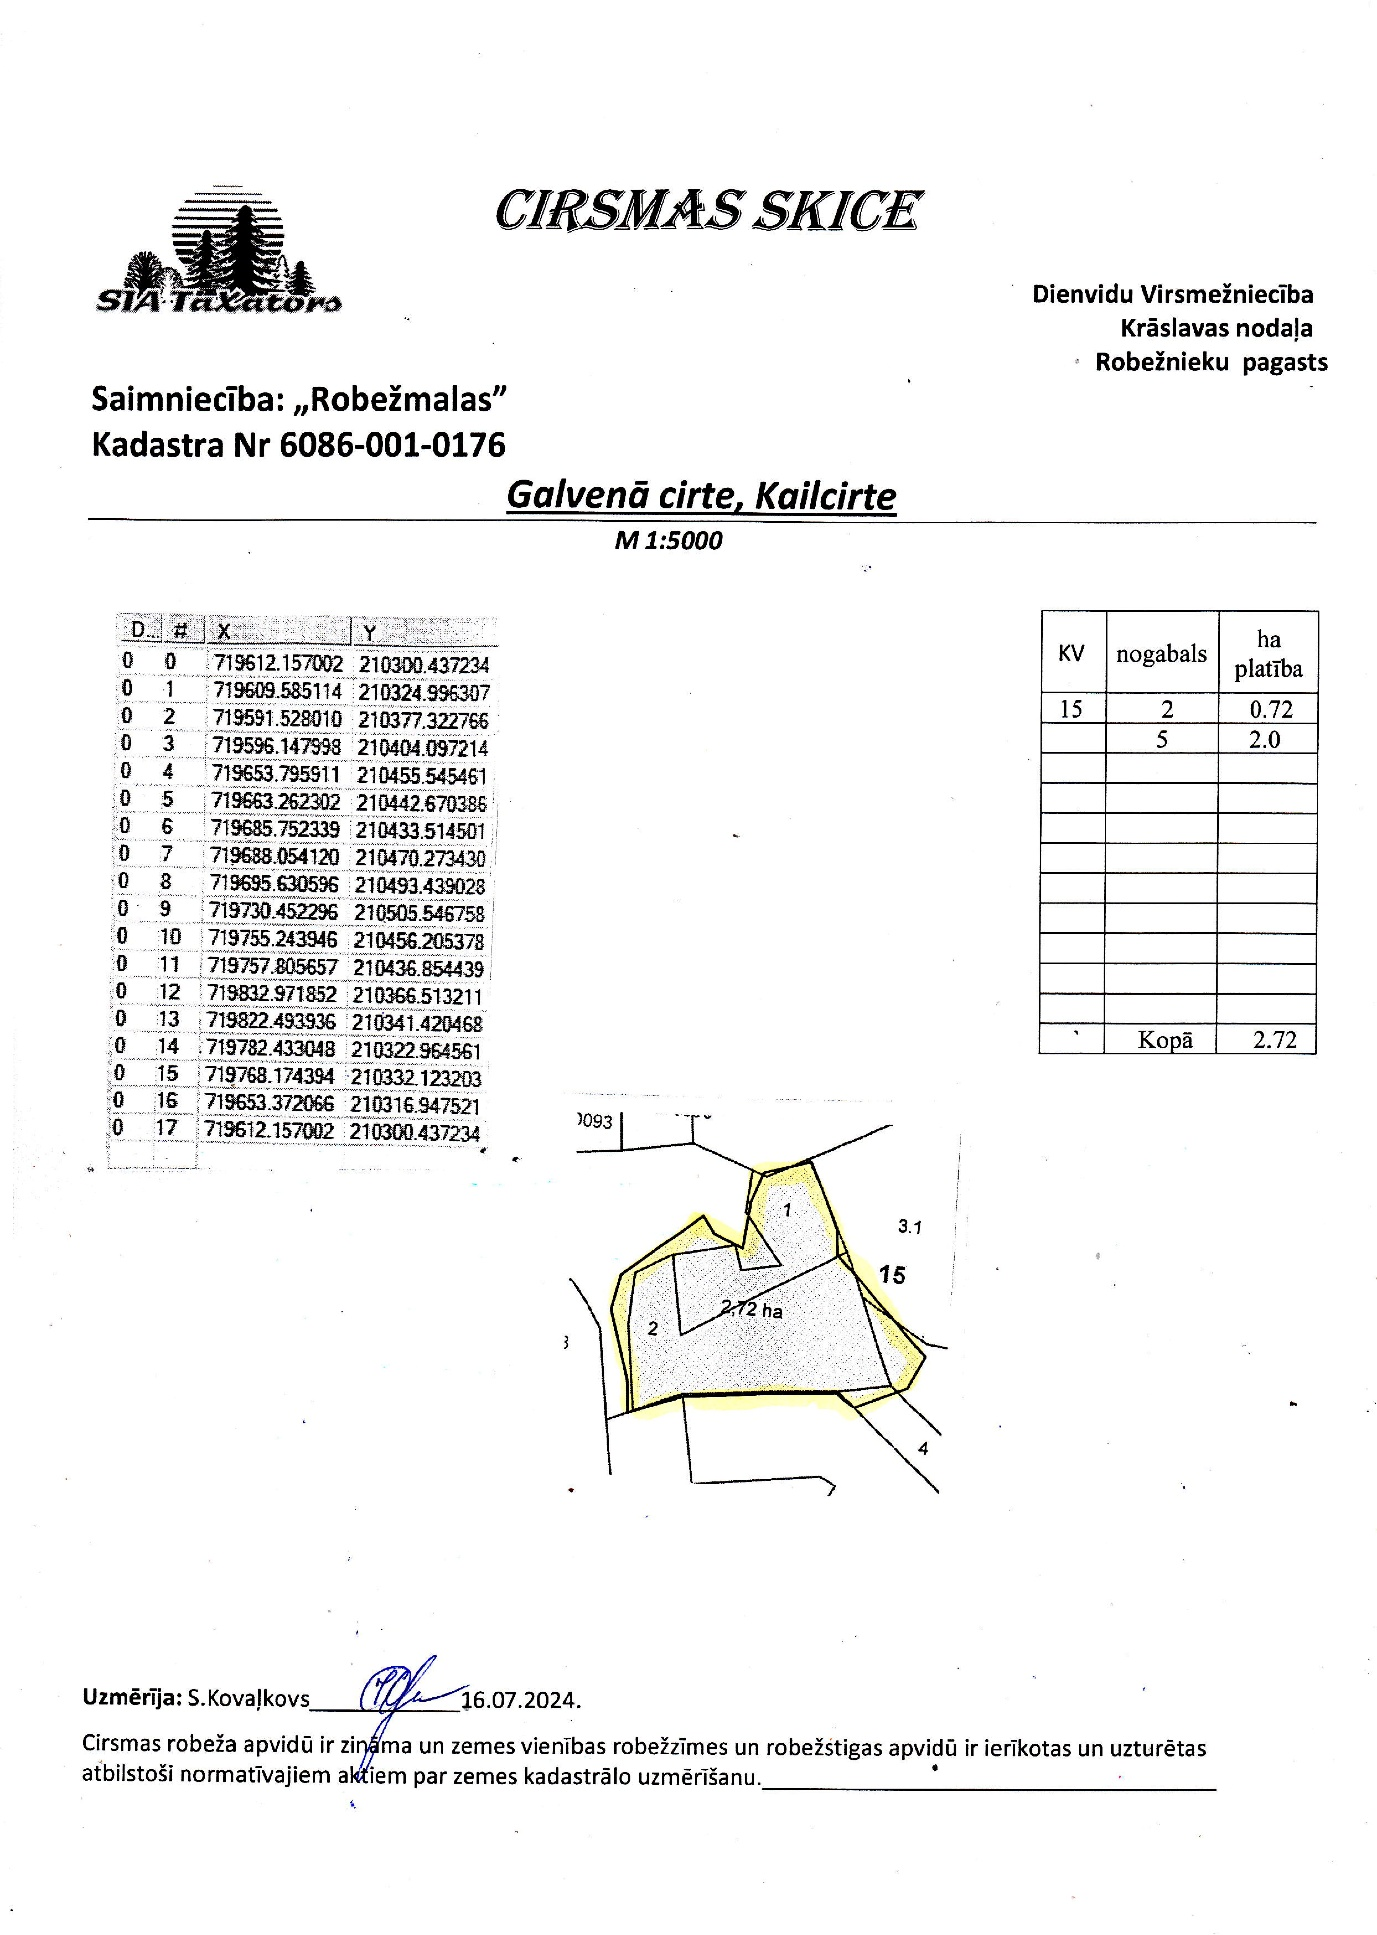 CIRSMAS SKICE
SIA Taxators
Dienvidu Virsmežniecība
Krāslavas nodaļa
Robežnieku pagasts
Saimniecība: „Robežmalas”
Kadastra Nr 6086-001-0176
Galvenā cirte, Kailcirte
M 1:5000
D... # X Y
0 0 719612.157002 210300.437234
0 1 719609.585114 210324.996307
0 2 719591.528010 210377.322766
0 3 719596.147998 210404.097214
0 4 719653.795911 210455.545461
0 5 719663.262302 210442.670386
0 6 719685.752339 210433.514501
0 7 719688.054120 210470.273430
0 8 719695.630596 210493.439028
0 9 719730.452296 210505.546758
0 10 719755.243946 210456.205378
0 11 719757.805657 210436.854439
0 12 719832.971852 210366.513211
0 13 719822.493936 210341.420468
0 14 719782.433048 210322.964561
0 15 719768.174394 210332.123203
0 16 719653.372066 210316.947521
0 17 719612.157002 210300.437234
KV nogabals ha platība
15 2 0.72
5 2.0
Kopā 2.72
0093
1
3.1
15
2,72 ha
2
4
Uzmērīja: S.Kovaļkovs 16.07.2024.
Cirsmas robeža apvidū ir zināma un zemes vienības robežzīmes un robežstigas apvidū ir ierīkotas un uzturētas
atbilstoši normatīvajiem aktiem par zemes kadastrālo uzmērīšanu.